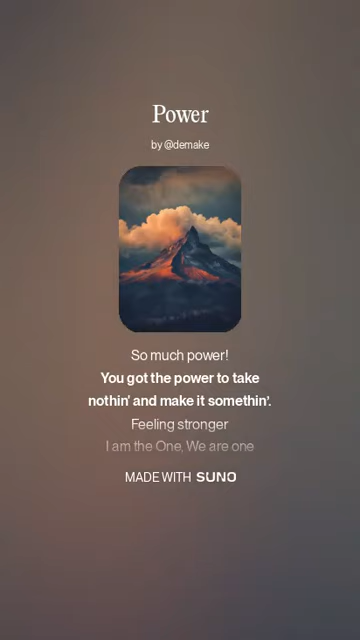 Power
by @demake
So much power!
You got the power to take
nothin' and make it somethin'.
Feeling stronger
I am the One, We are one
MADE WITH SUNO